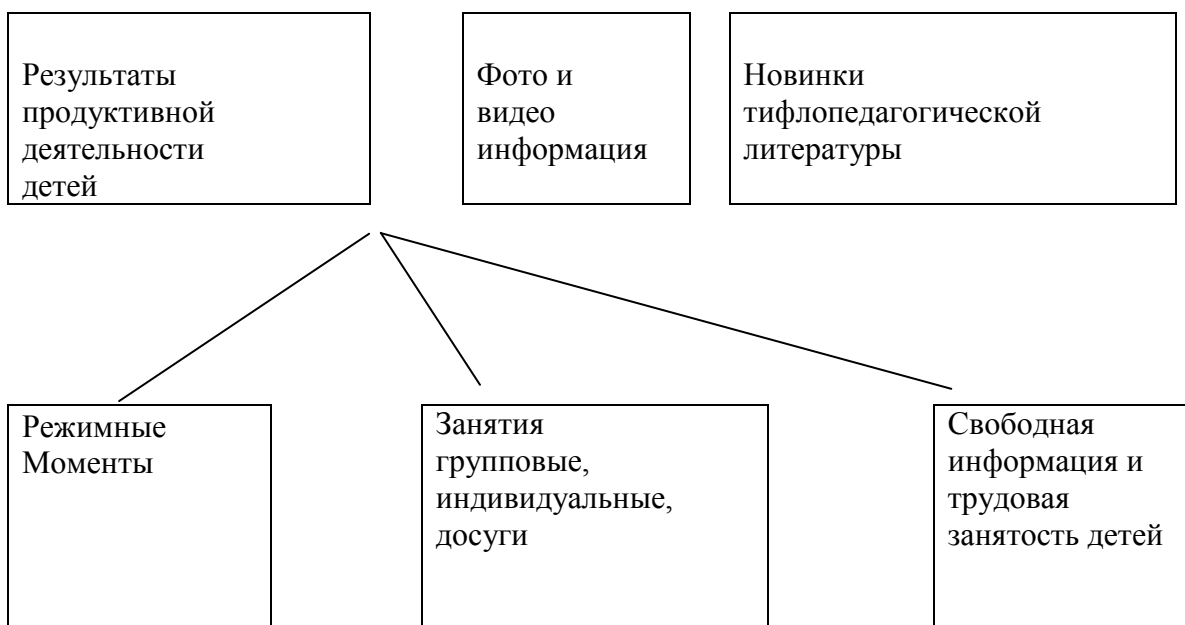 Результаты
продуктивной
деятельности
детей
Фото и
видео
информация
Новинки
тифлопедагогической
литературы
Режимные
Моменты
Занятия
групповые,
индивидуальные,
досуги
Свободная
информация и
трудовая
занятость детей